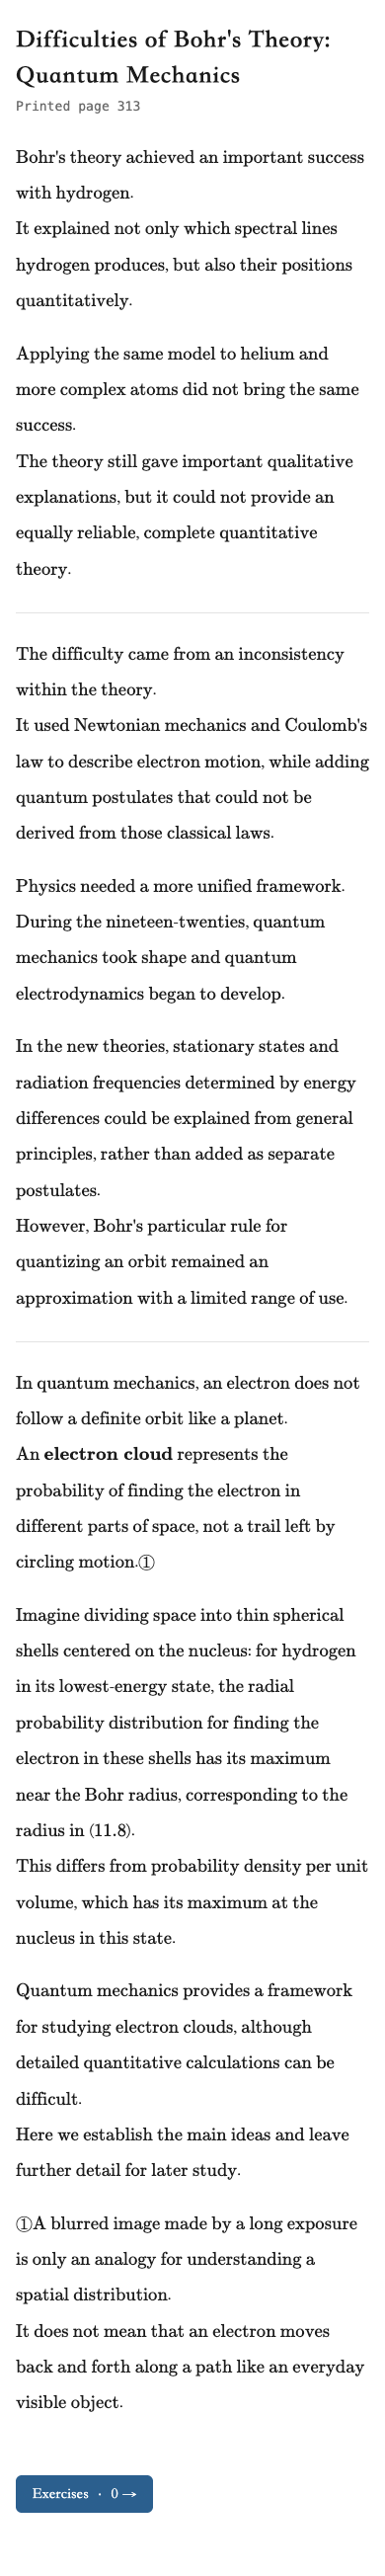 Difficulties of Bohr's Theory:
Quantum Mechanics
Printed page 313
Bohr's theory achieved an important success
with hydrogen.
It explained not only which spectral lines
hydrogen produces, but also their positions
quantitatively.
Applying the same model to helium and
more complex atoms did not bring the same
success.
The theory still gave important qualitative
explanations, but it could not provide an
equally reliable, complete quantitative
theory.
The difficulty came from an inconsistency
within the theory.
It used Newtonian mechanics and Coulomb's
law to describe electron motion, while adding
quantum postulates that could not be
derived from those classical laws.
Physics needed a more unified framework.
During the nineteen-twenties, quantum
mechanics took shape and quantum
electrodynamics began to develop.
In the new theories, stationary states and
radiation frequencies determined by energy
differences could be explained from general
principles, rather than added as separate
postulates.
However, Bohr's particular rule for
quantizing an orbit remained an
approximation with a limited range of use.
In quantum mechanics, an electron does not
follow a definite orbit like a planet.
An electron cloud represents the
probability of finding the electron in
different parts of space, not a trail left by
circling motion.①
Imagine dividing space into thin spherical
shells centered on the nucleus: for hydrogen
in its lowest-energy state, the radial
probability distribution for finding the
electron in these shells has its maximum
near the Bohr radius, corresponding to the
radius in (11.8).
This differs from probability density per unit
volume, which has its maximum at the
nucleus in this state.
Quantum mechanics provides a framework
for studying electron clouds, although
detailed quantitative calculations can be
difficult.
Here we establish the main ideas and leave
further detail for later study.
①A blurred image made by a long exposure
is only an analogy for understanding a
spatial distribution.
It does not mean that an electron moves
back and forth along a path like an everyday
visible object.
Exercises · 0 →